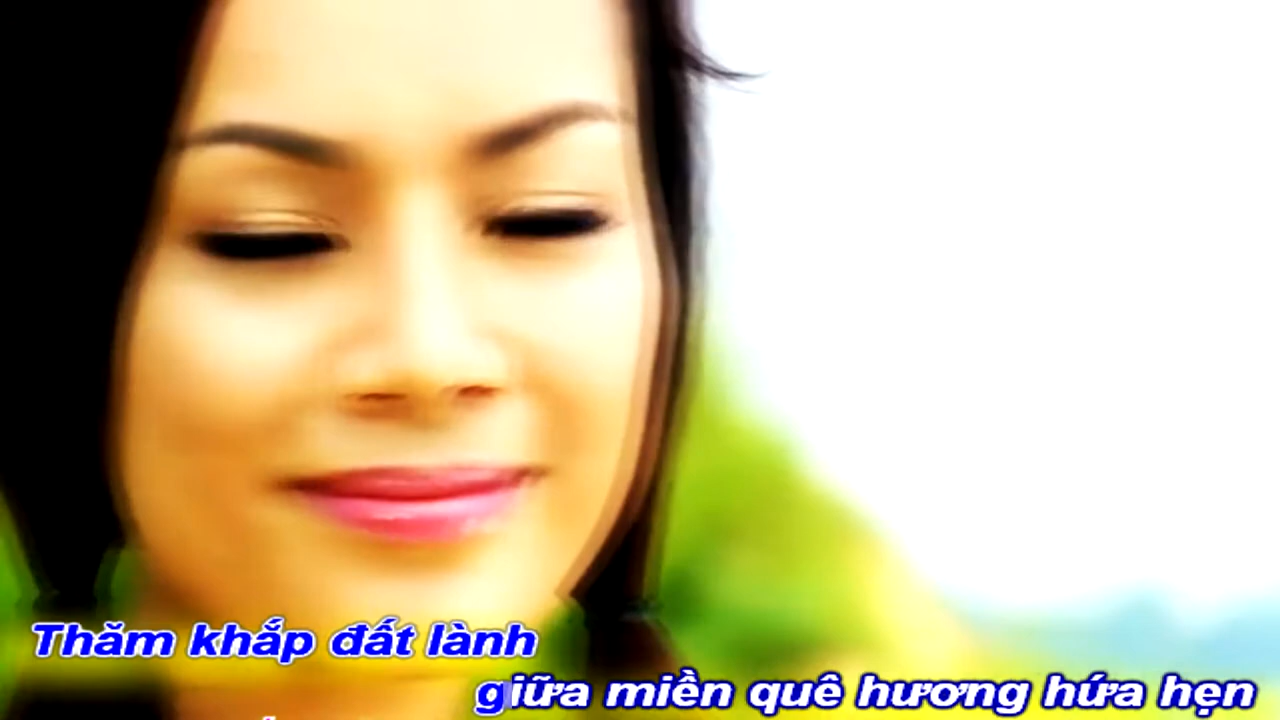 Thăm khắp đất lành
giữa miền quê hương hứa hẹn